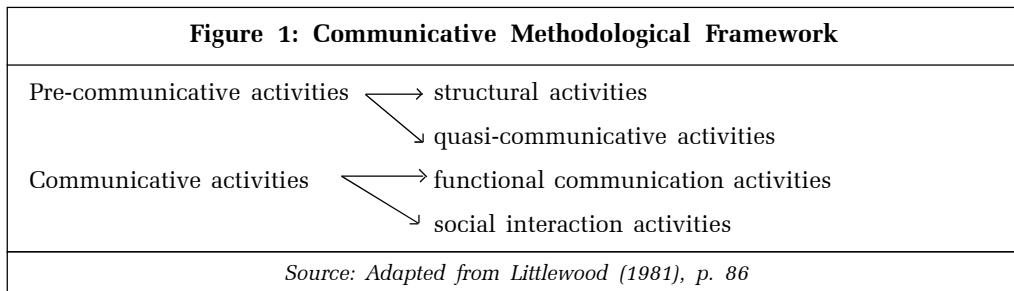 Figure 1: Communicative Methodological Framework
Pre-communicative activities structural activities
quasi-communicative activities
Communicative activities functional communication activities
social interaction activities
Source: Adapted from Littlewood (1981), p. 86